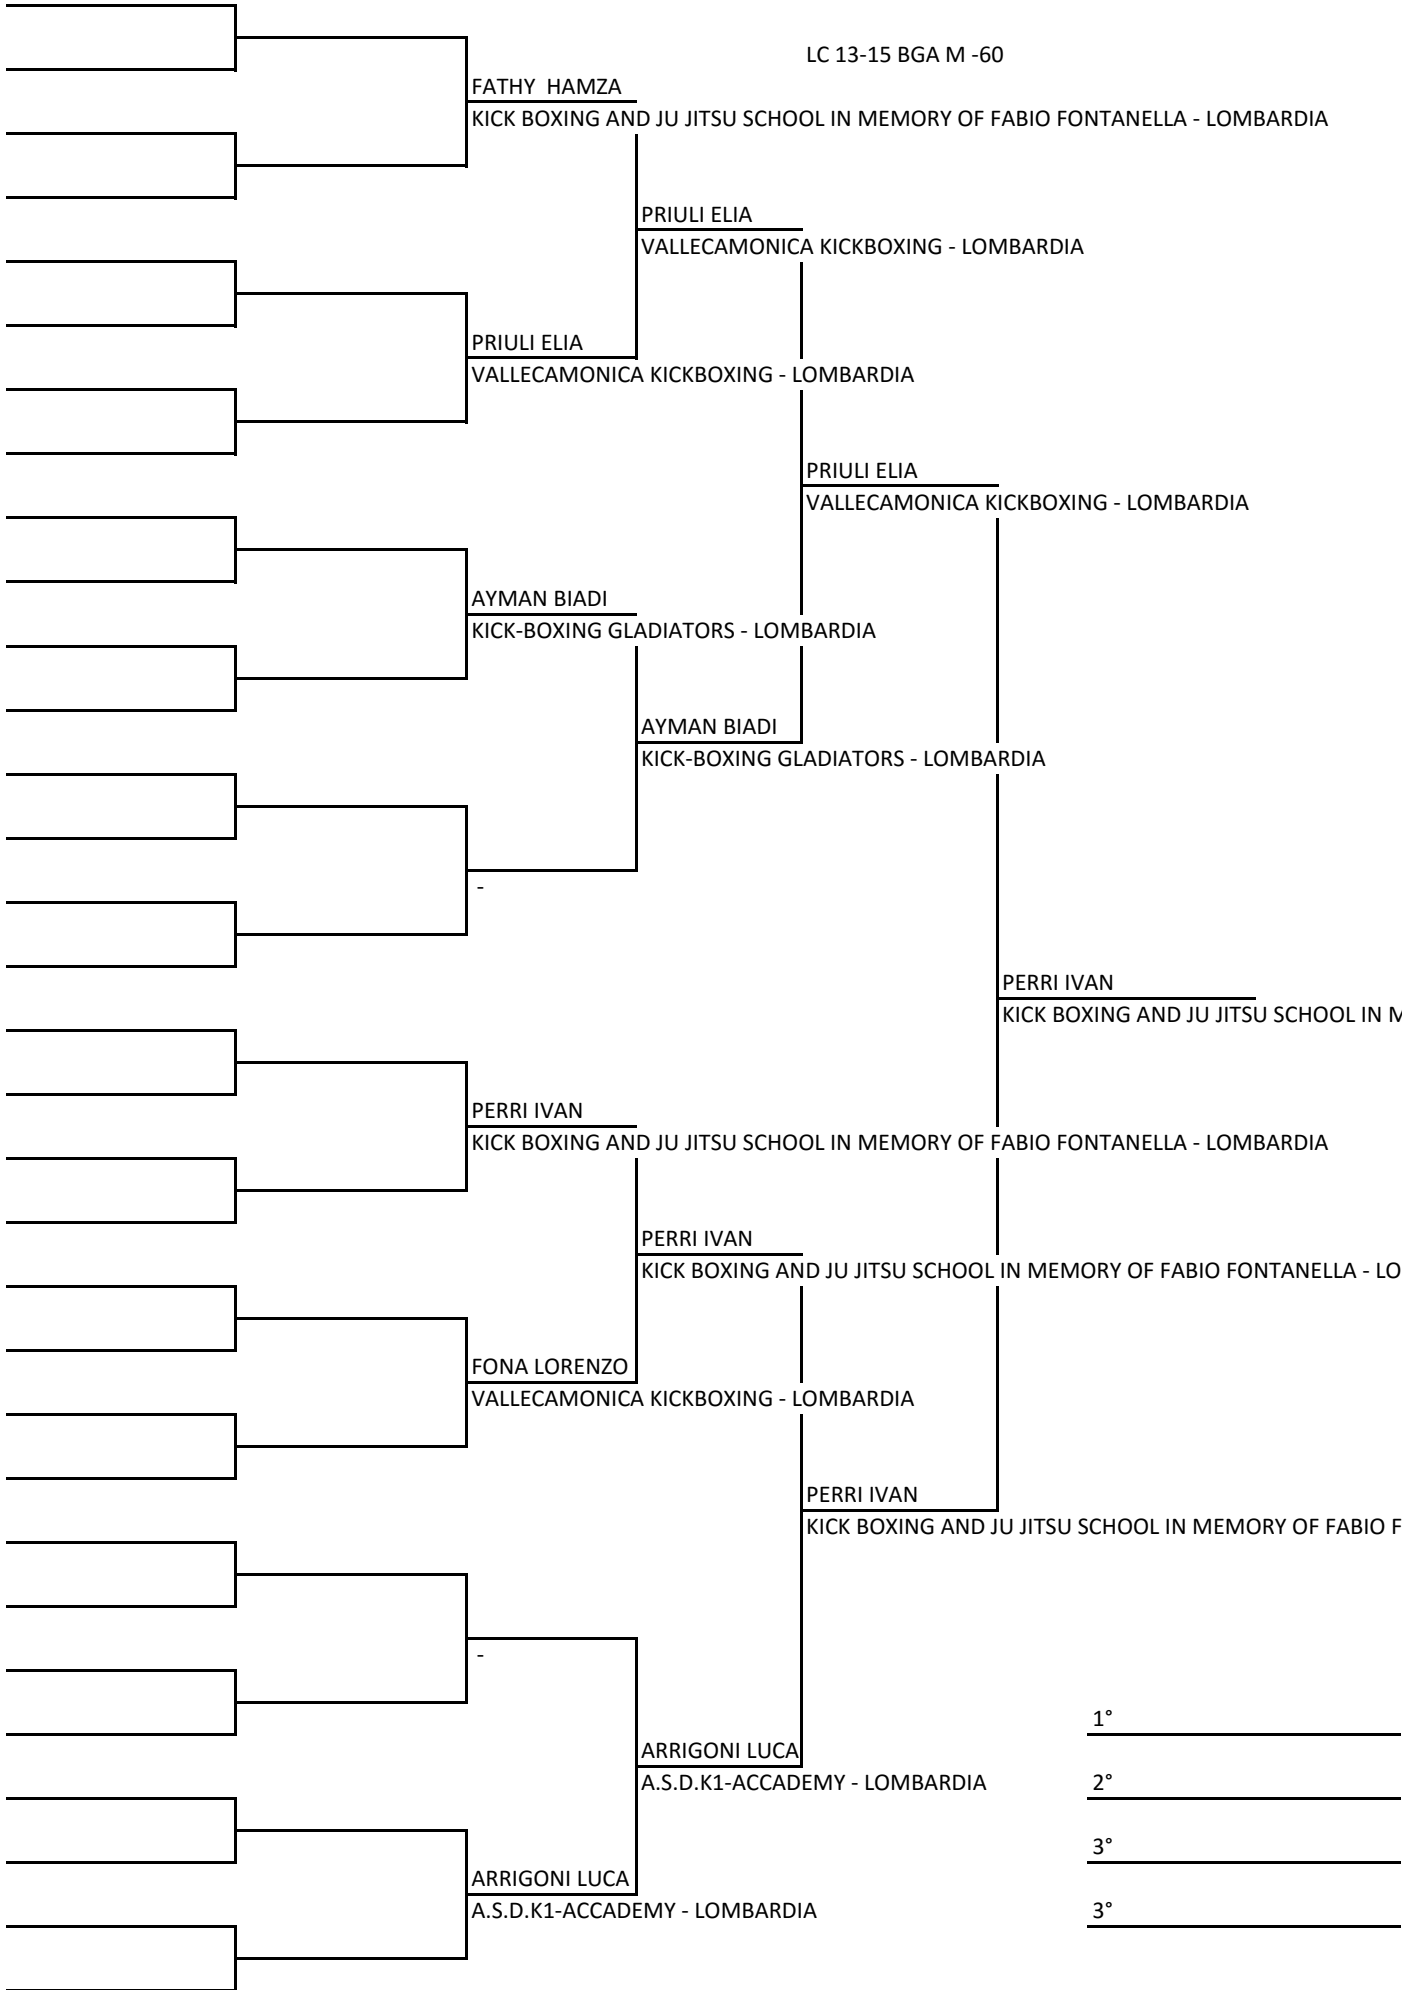 LC 13-15 BGA M -60
FATHY  HAMZA
KICK BOXING AND JU JITSU SCHOOL IN MEMORY OF FABIO FONTANELLA - LOMBARDIA
PRIULI ELIA
VALLECAMONICA KICKBOXING - LOMBARDIA
PRIULI ELIA
VALLECAMONICA KICKBOXING - LOMBARDIA
PRIULI ELIA
VALLECAMONICA KICKBOXING - LOMBARDIA
AYMAN BIADI
KICK-BOXING GLADIATORS - LOMBARDIA
AYMAN BIADI
KICK-BOXING GLADIATORS - LOMBARDIA
-
PERRI IVAN
KICK BOXING AND JU JITSU SCHOOL IN
PERRI IVAN
KICK BOXING AND JU JITSU SCHOOL IN MEMORY OF FABIO FONTANELLA - LOMBARDIA
PERRI IVAN
KICK BOXING AND JU JITSU SCHOOL IN MEMORY OF FABIO FONTANELLA - LO
FONA LORENZO
VALLECAMONICA KICKBOXING - LOMBARDIA
PERRI IVAN
KICK BOXING AND JU JITSU SCHOOL IN MEMORY OF FABIO F
-
1°
ARRIGONI LUCA
A.S.D.K1-ACCADEMY - LOMBARDIA
2°
3°
ARRIGONI LUCA
A.S.D.K1-ACCADEMY - LOMBARDIA
3°